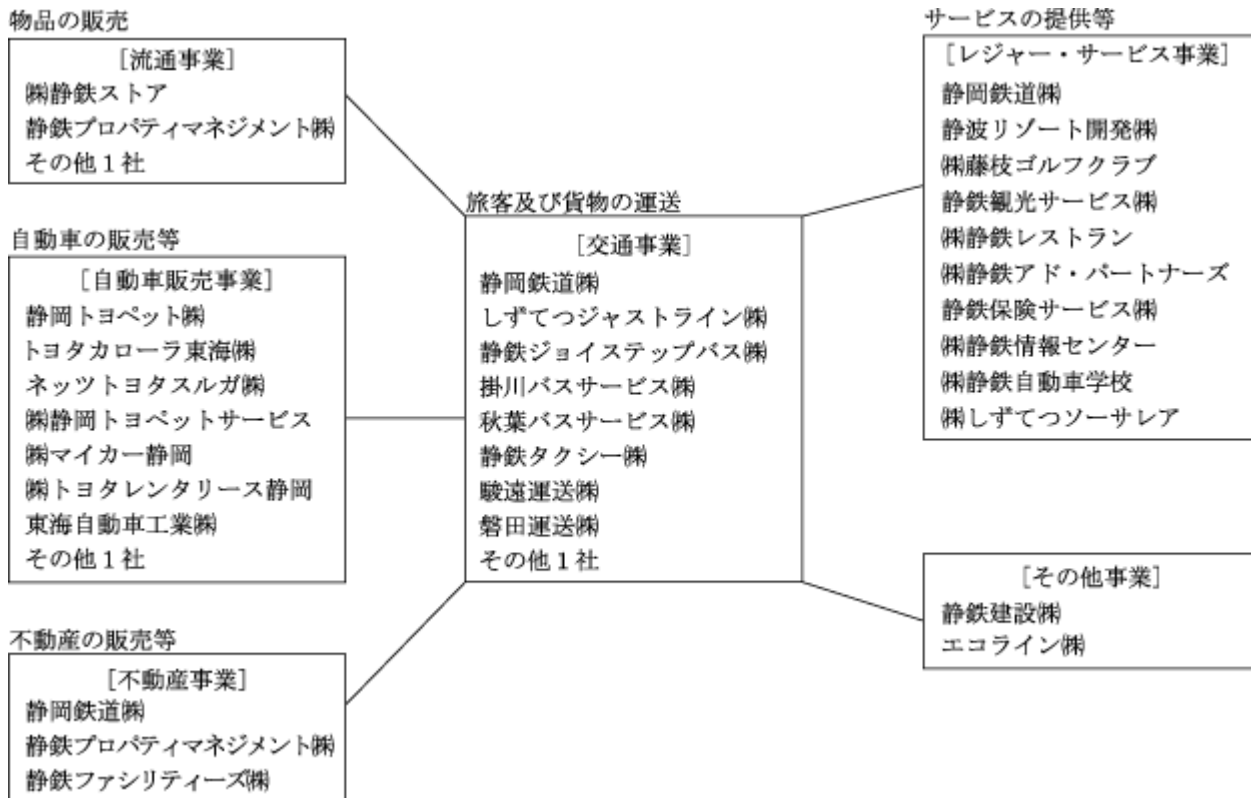 物品の販売
[流通事業]
㈱静鉄ストア
静鉄プロパティマネジメント㈱
その他1社
自動車の販売等
[自動車販売事業]
静岡トヨペット㈱
トヨタカローラ東海㈱
ネッツトヨタスルガ㈱
㈱静岡トヨペットサービス
㈱マイカー静岡
㈱トヨタレンタリース静岡
東海自動車工業㈱
その他1社
不動産の販売等
[不動産事業]
静岡鉄道㈱
静鉄プロパティマネジメント㈱
静鉄ファシリティーズ㈱
旅客及び貨物の運送
[交通事業]
静岡鉄道㈱
しずてつジャストライン㈱
静鉄ジョイステップバス㈱
掛川バスサービス㈱
秋葉バスサービス㈱
静鉄タクシー㈱
駿遠運送㈱
磐田運送㈱
その他1社
サービスの提供等
[レジャー・サービス事業]
静岡鉄道㈱
静波リゾート開発㈱
㈱藤枝ゴルフクラブ
静鉄観光サービス㈱
㈱静鉄レストラン
㈱静鉄アド・パートナーズ
静鉄保険サービス㈱
㈱静鉄情報センター
㈱静鉄自動車学校
㈱しずてつソーサレア
[その他事業]
静鉄建設㈱
エコライン㈱